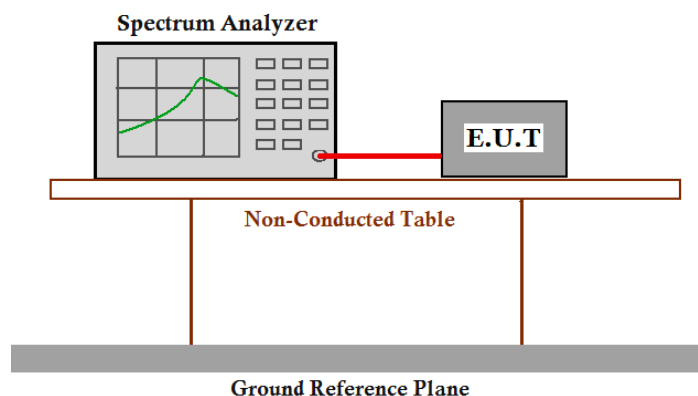 Spectrum Analyzer
E.U.T
Non-Conducted Table
Ground Reference Plane